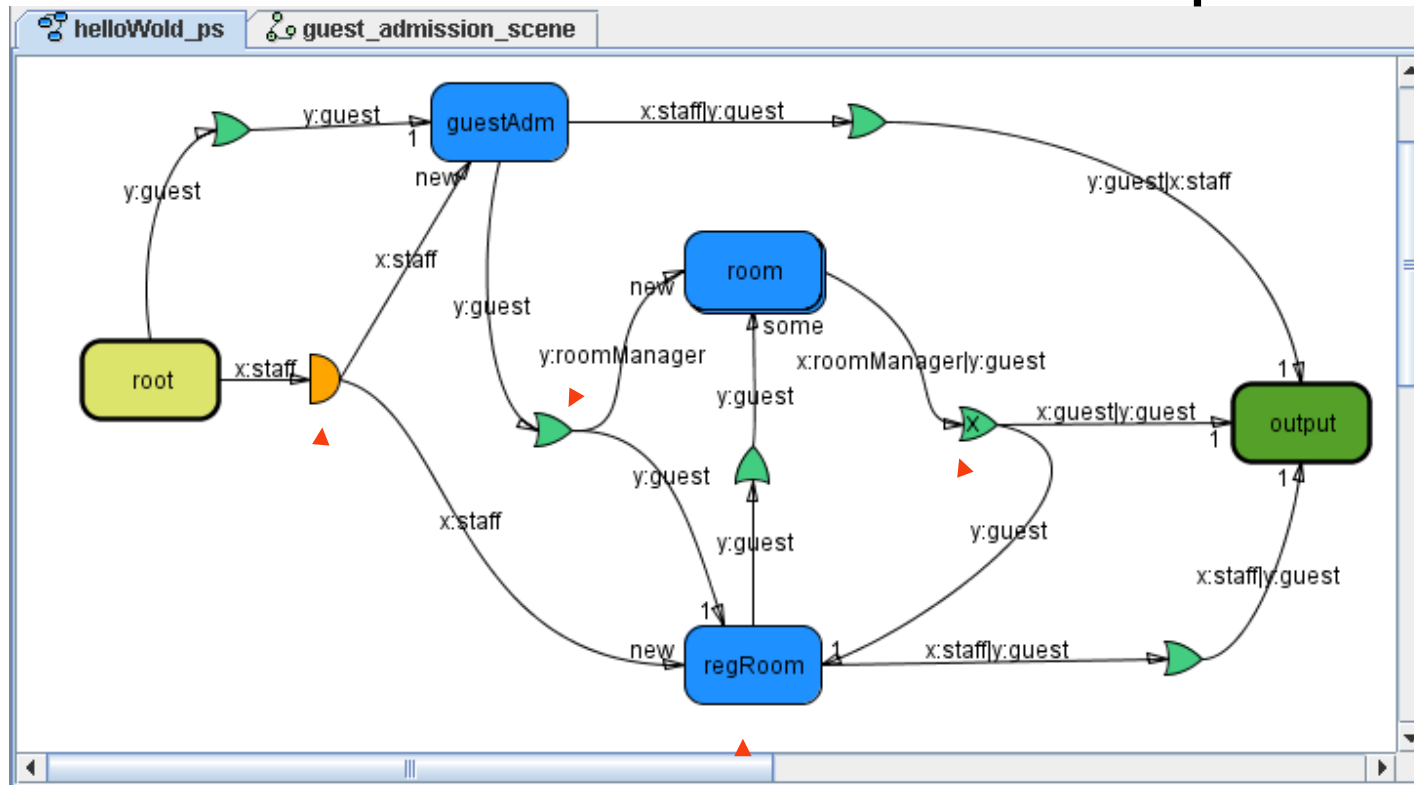 helloWold_ps
guest_admission_scene
y:guest
1
guestAdm
x:staff|y:guest
y:guest
new
y:guest|x:staff
x:staff
room
new
y:guest
some
y:roomManager
x:roomManager|y:guest
root
x:staff
y:guest
1
x:guest|y:guest
1
output
1
y:guest
x:staff
y:guest
y:guest
x:staff|y:guest
1
new
regRoom
1
x:staff|y:guest
X